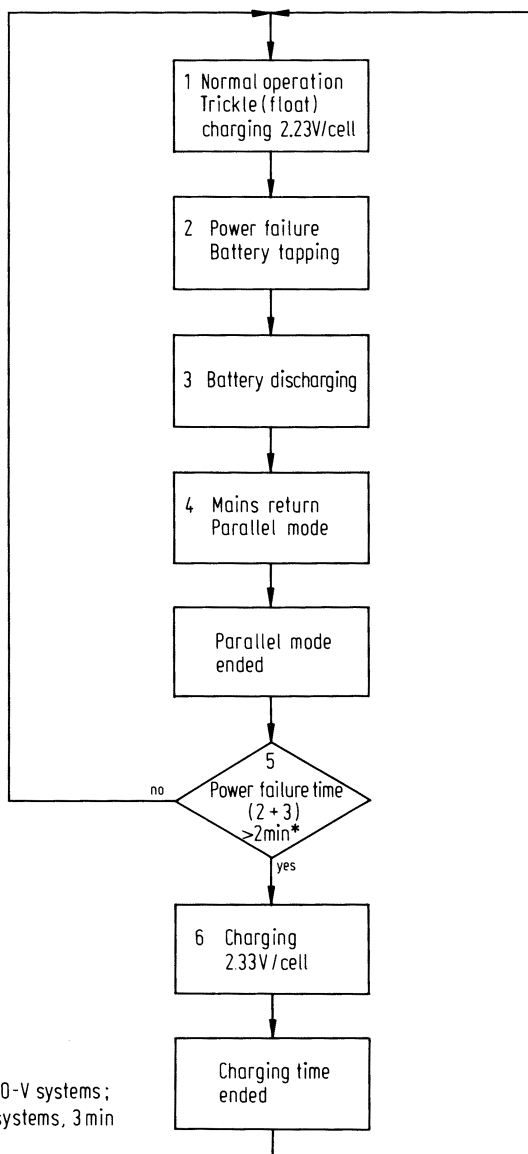 1 Normal operation
Trickle (float)
charging 2.23V/cell
2 Power failure
Battery tapping
3 Battery discharging
4 Mains return
Parallel mode
Parallel mode
ended
5
no
Power failure time
(2+3)
>2min*
yes
6 Charging
2.33V/cell
Charging time
ended
0-V systems;
systems, 3 min